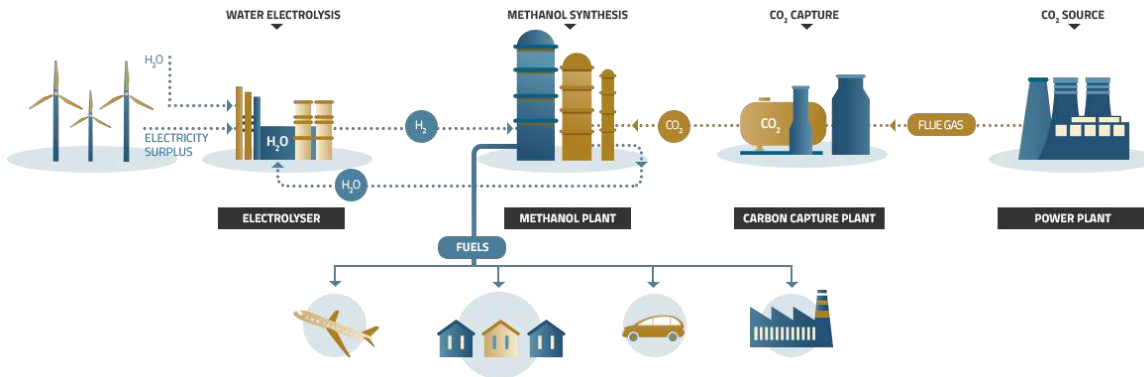 WATER ELECTROLYSIS
METHANOL SYNTHESIS
CO₂ CAPTURE
CO₂ SOURCE
H₂O
ELECTRICITY
SURPLUS
H₂O
H₂
CO₂
CO₂
FLUE GAS
H₂O
ELECTROLYSER
METHANOL PLANT
CARBON CAPTURE PLANT
POWER PLANT
FUELS